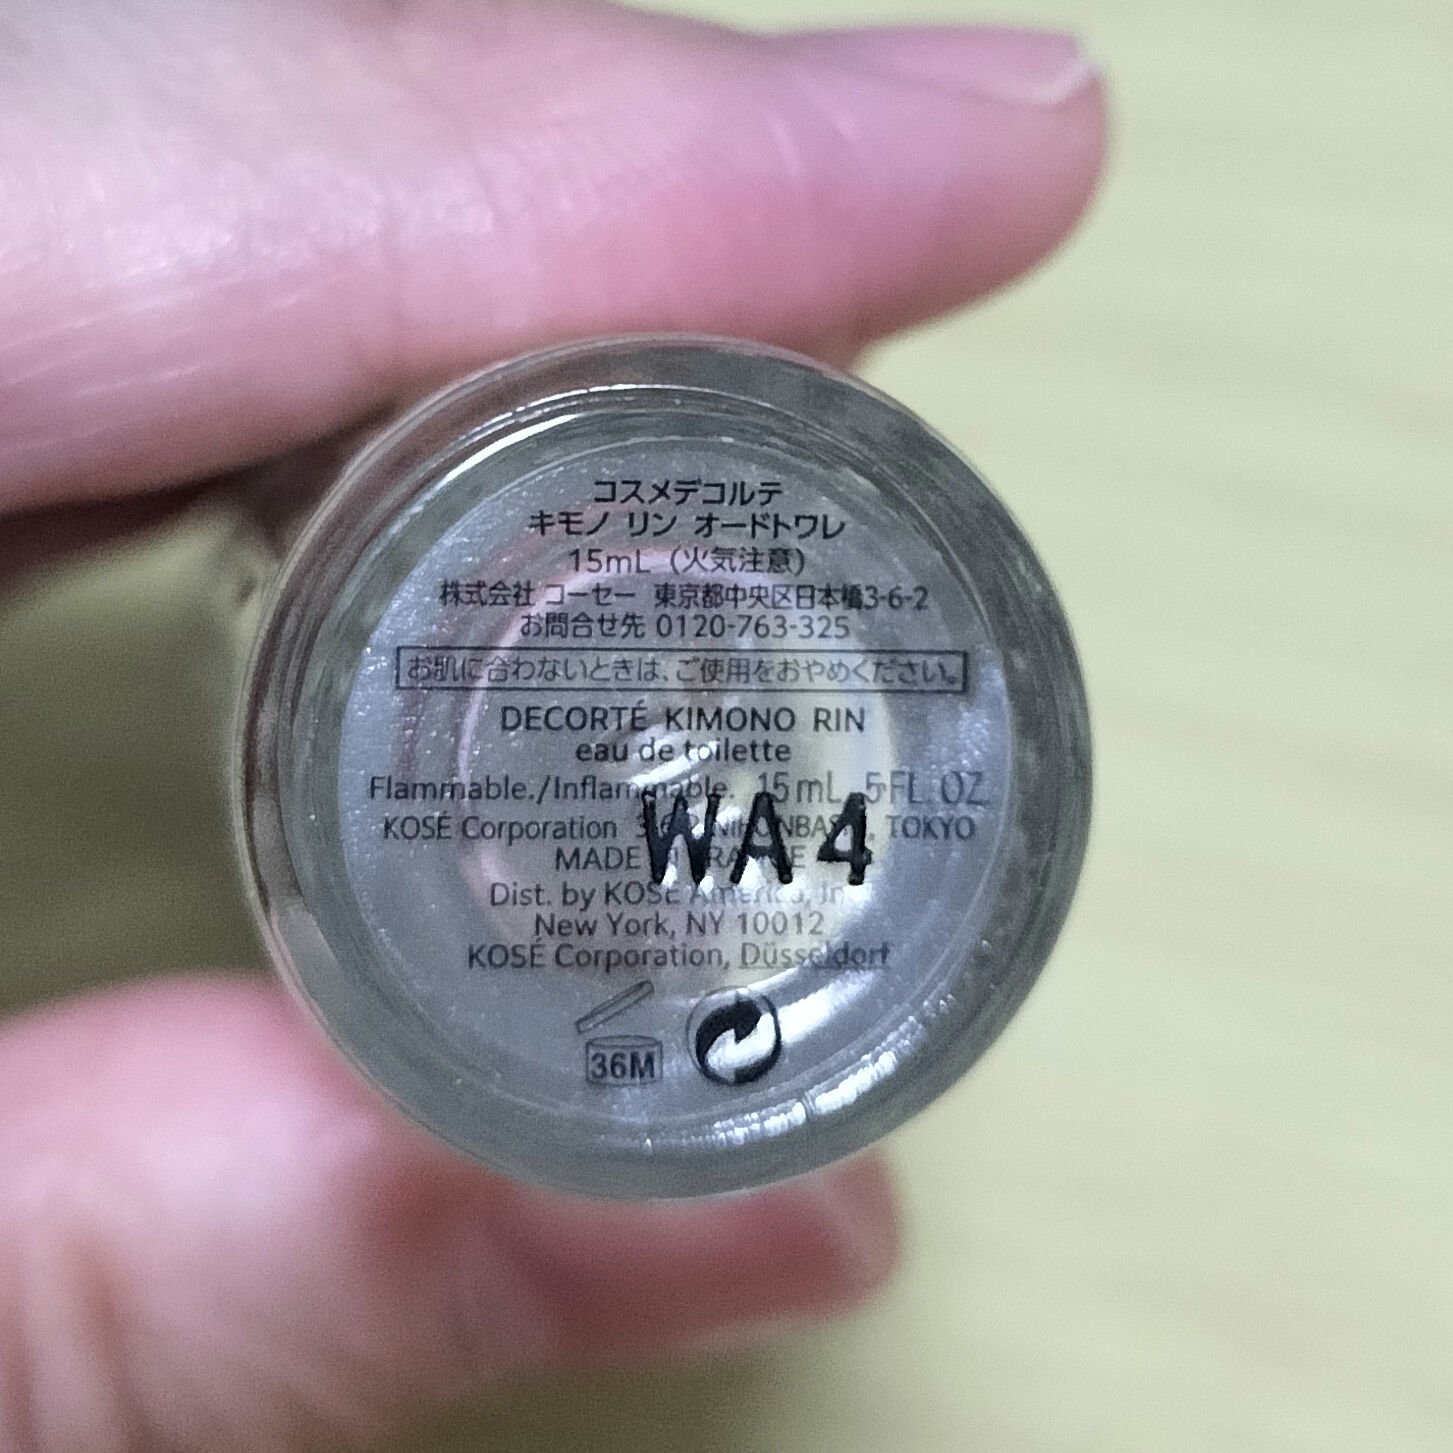 コスメデコルテ
キモノ リン オードトワレ
15mL (火気注意)
株式会社 コーセー 東京都中央区日本橋3-6-2
お問合せ先 0120-763-325
お肌に合わないときは、ご使用をおやめください。
DECORTÉ KIMONO RIN
eau de toilette
Flammable./Inflammable. 15mL .5FL.OZ
KOSÉ Corporation TOKYO
MADE
WA4
Dist. by KOSÉ America,
New York, NY 10012
KOSÉ Corporation, Düsseldorf
36M